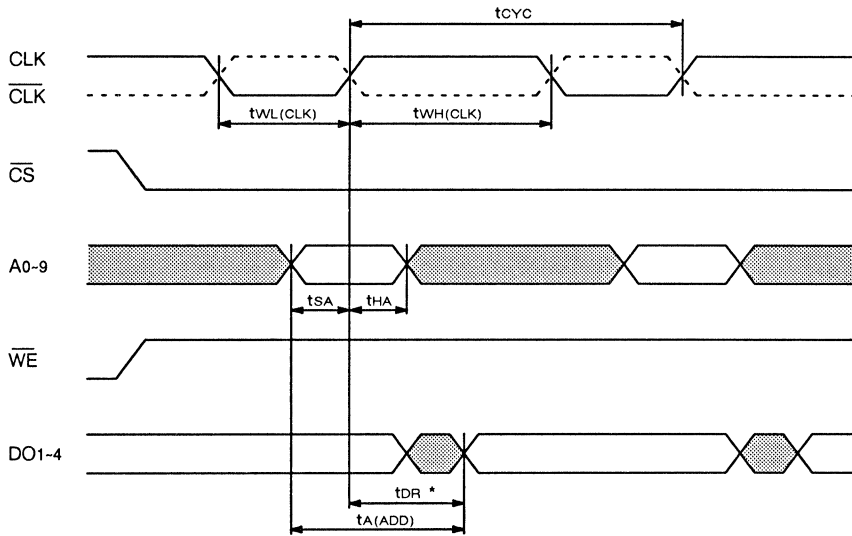 tCYC
CLK
CLK
tWL(CLK) tWH(CLK)
CS
A0~9
tSA tHA
WE
DO1~4
tDR *
tA(ADD)